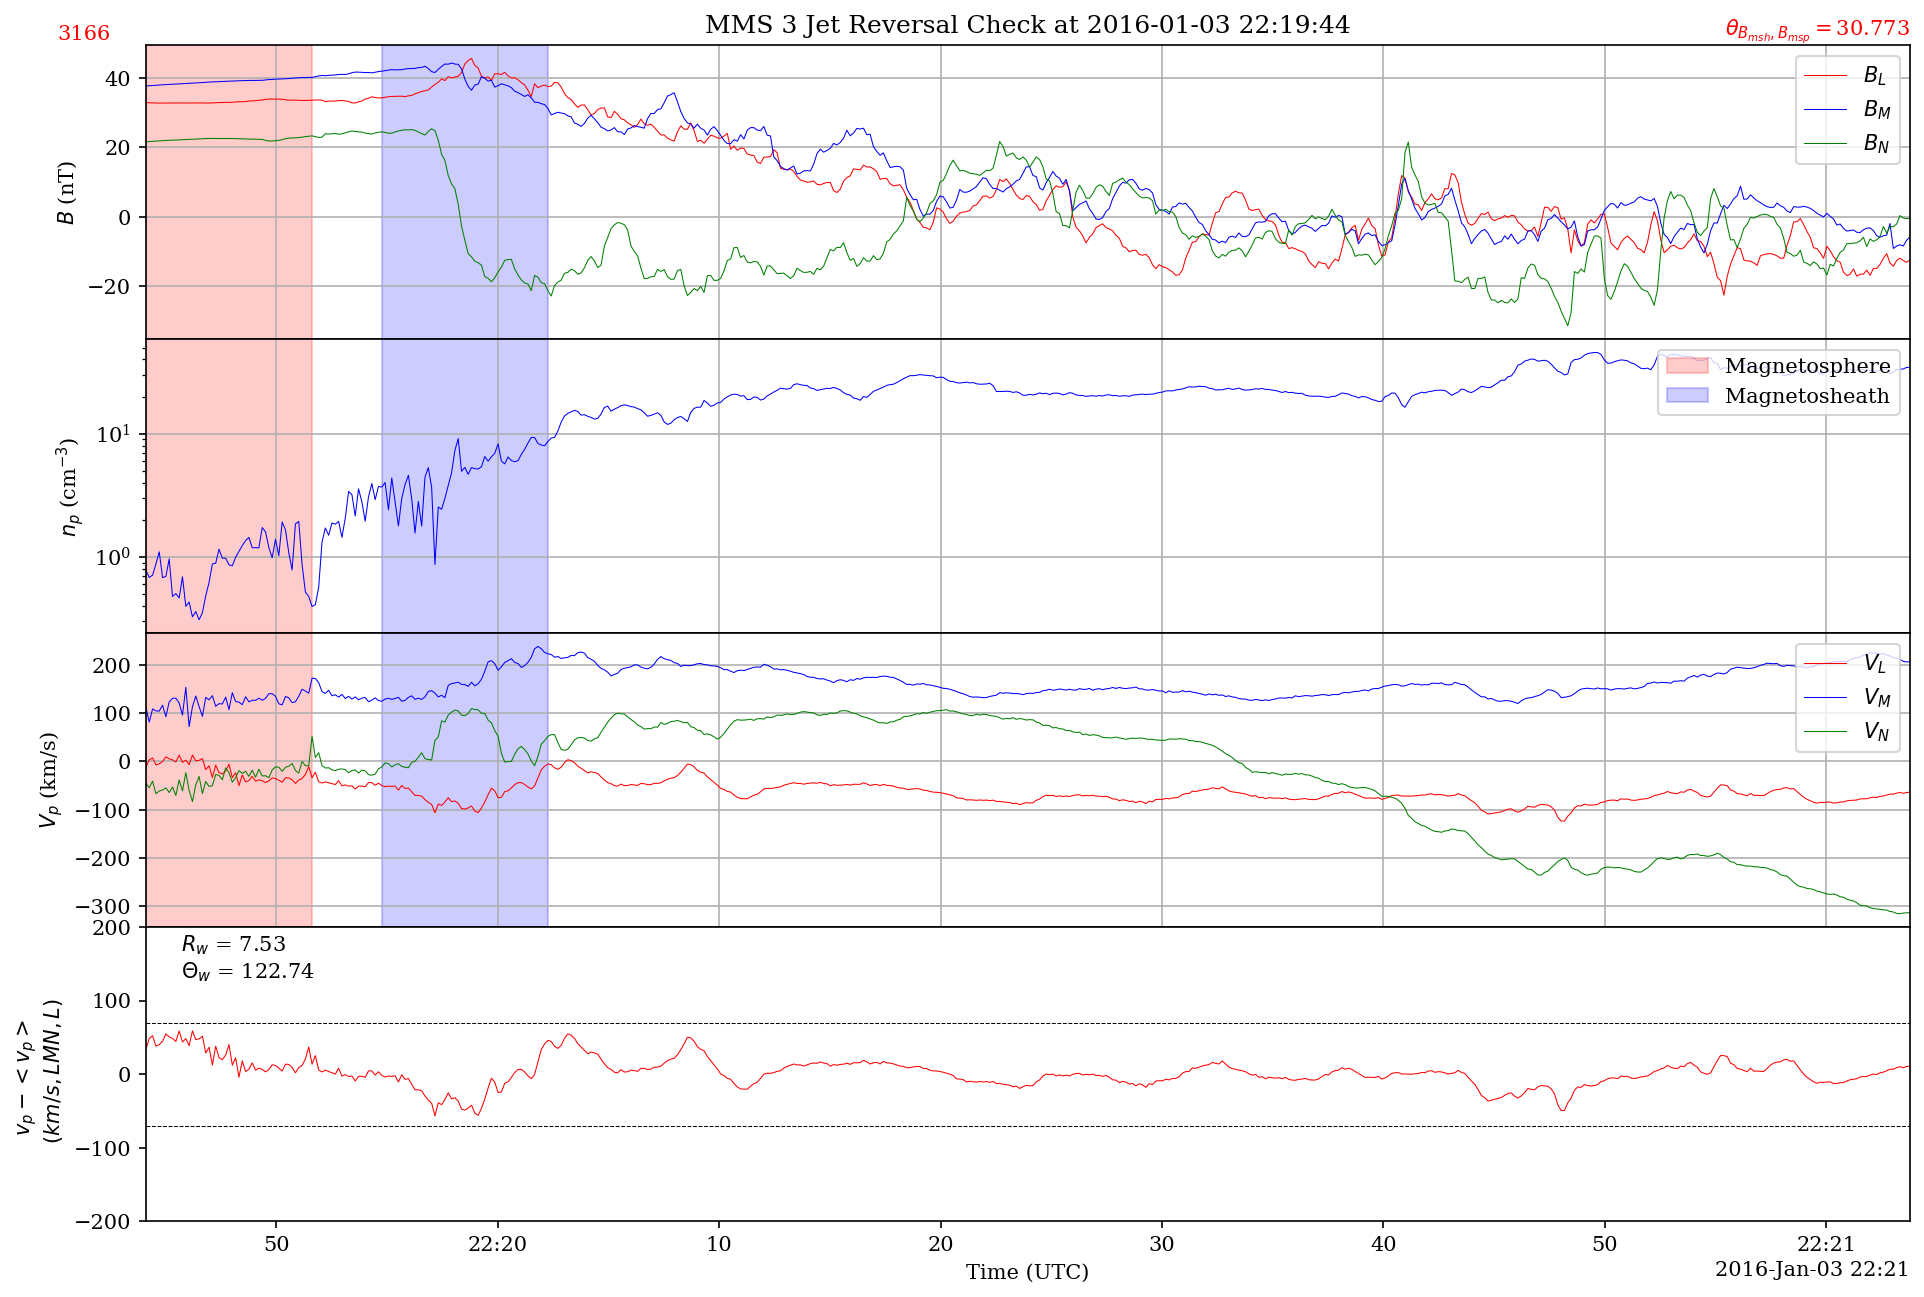 3166
MMS 3 Jet Reversal Check at 2016-01-03 22:19:44
θ_{B_{msh}, B_{msp}} = 30.773
B (nT)
40
20
0
−20
B_L
B_M
B_N
n_p (cm⁻³)
10¹
10⁰
Magnetosphere
Magnetosheath
V_p (km/s)
200
100
0
−100
−200
−300
V_L
V_M
V_N
v_p − < v_p >
(km/s, LMN, L)
200
100
0
−100
−200
R_w = 7.53
Θ_w = 122.74
50
22:20
10
20
30
40
50
22:21
Time (UTC)
2016-Jan-03 22:21